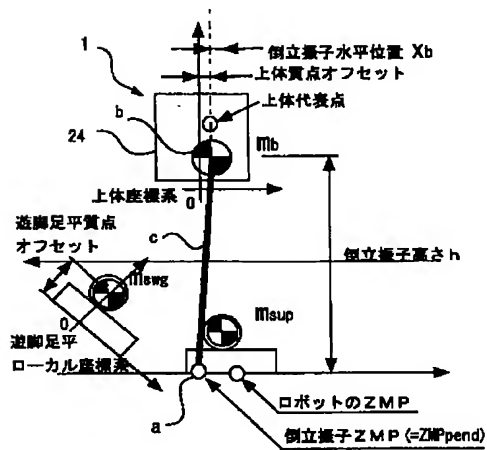 倒立振子水平位置 Xb
上体質点オフセット
1
上体代表点
b
mb
24
上体座標系
0
遊脚足平質点
オフセット
c
倒立振子高さh
mswg
msup
0
遊脚足平
ローカル座標系
a
ロボットのZMP
倒立振子ZMP (=ZMPpend)